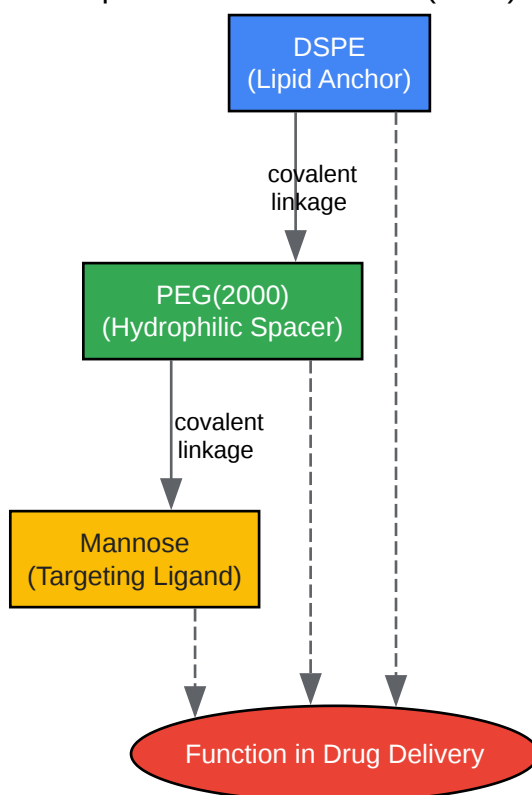 DSPE
(Lipid Anchor)
covalent
linkage
PEG(2000)
(Hydrophilic Spacer)
covalent
linkage
Mannose
(Targeting Ligand)
Function in Drug Delivery